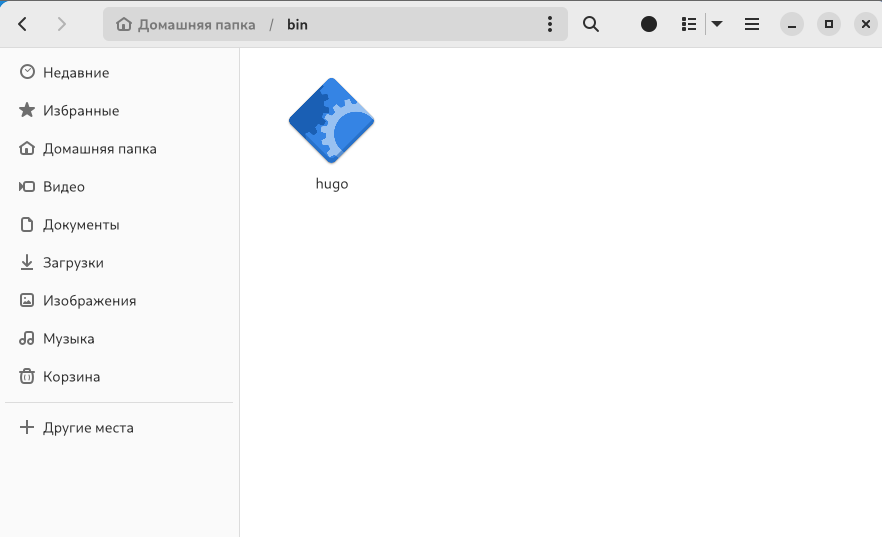 Домашняя папка / bin
Недавние
Избранные
Домашняя папка
Видео
Документы
Загрузки
Изображения
Музыка
Корзина
Другие места
hugo